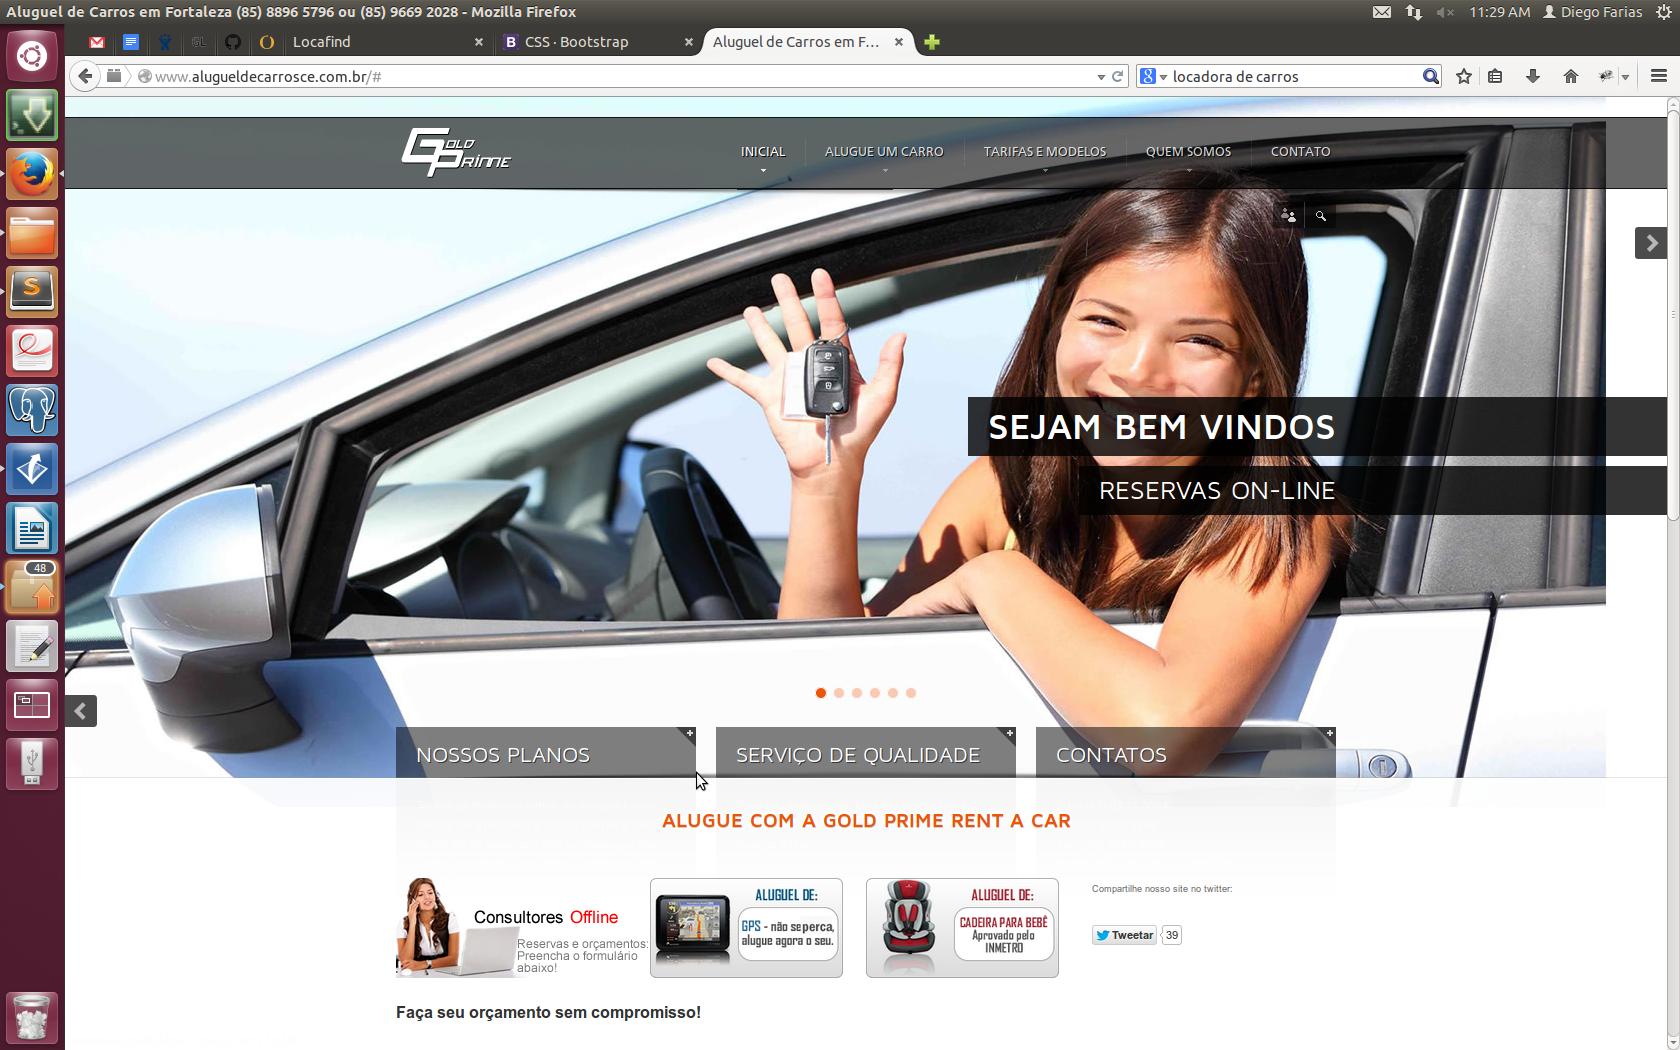 Aluguel de Carros em Fortaleza (85) 8896 5796 ou (85) 9669 2028 - Mozilla Firefox
11:29 AM
Diego Farias
Locafind
CSS · Bootstrap
Aluguel de Carros em F...
www.alugueldecarrosce.com.br/#
locadora de carros
GOLD PRIME
INICIAL
ALUGUE UM CARRO
TARIFAS E MODELOS
QUEM SOMOS
CONTATO
SEJAM BEM VINDOS
RESERVAS ON-LINE
48
NOSSOS PLANOS
SERVIÇO DE QUALIDADE
CONTATOS
ALUGUE COM A GOLD PRIME RENT A CAR
Consultores Offline
Reservas e orçamentos:
Preencha o formulário
abaixo!
ALUGUEL DE:
GPS - não se perca,
alugue agora o seu.
ALUGUEL DE:
CADEIRA PARA BEBÊ
Aprovado pelo
INMETRO
Compartilhe nosso site no twitter:
Tweetar
39
Faça seu orçamento sem compromisso!